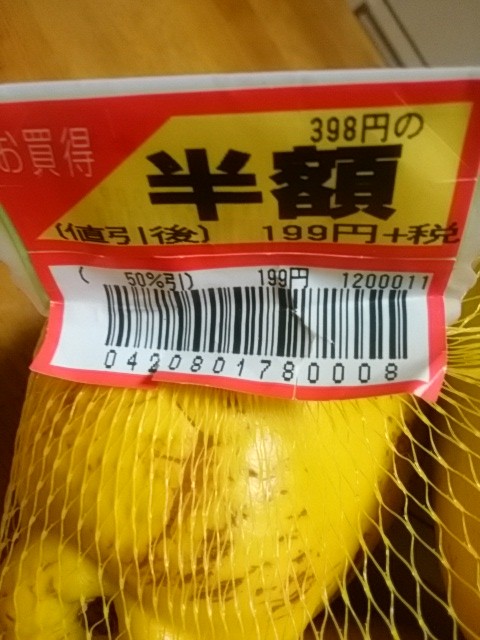 お買得
398円の
半額
(値引後) 199円+税
( 50%引) 199円 1200011
0420801780008